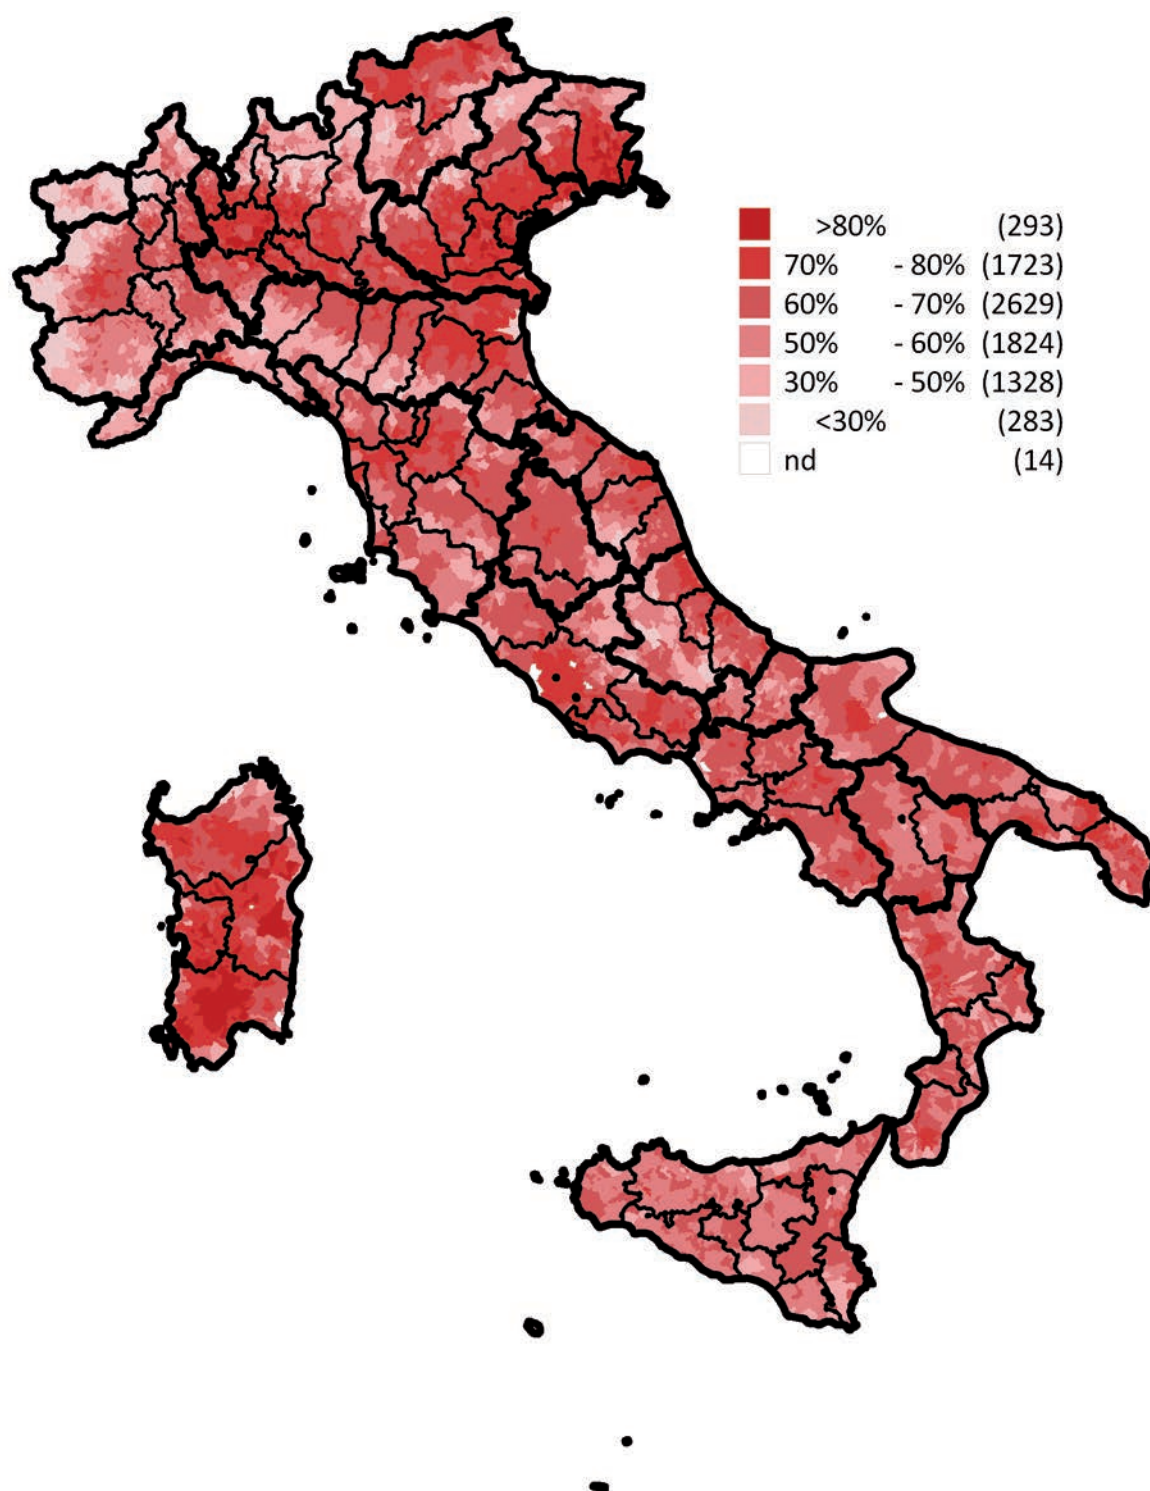 >80% (293)
70% - 80% (1723)
60% - 70% (2629)
50% - 60% (1824)
30% - 50% (1328)
<30% (283)
nd (14)